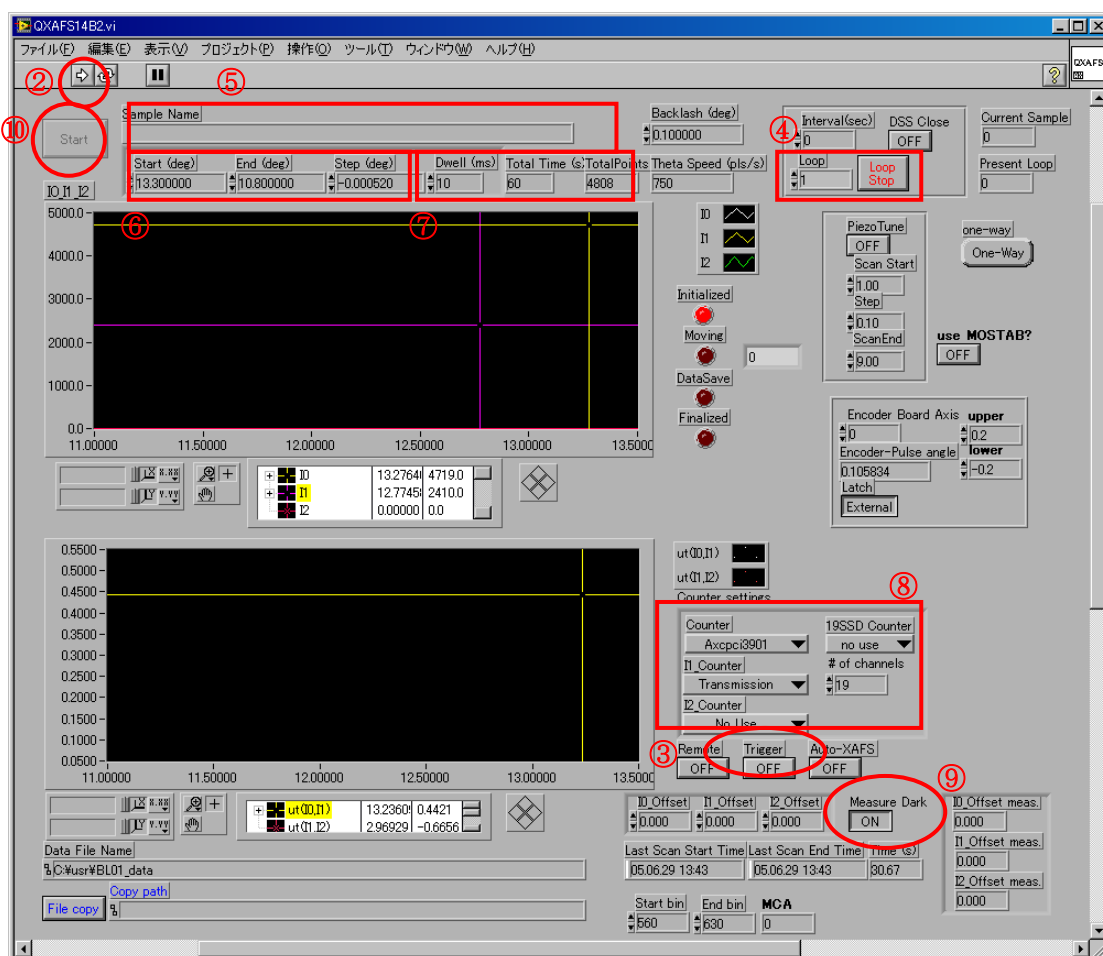 QXAFS14B2.vi
ファイル(F) 編集(E) 表示(V) プロジェクト(P) 操作(O) ツール(T) ウィンドウ(W) ヘルプ(H)
QXAFS
② ⑤
⑩ Start
Sample Name
Backlash (deg)
0.100000
④ Interval(sec) DSS Close
0 OFF
Current Sample
0
Start (deg) End (deg) Step (deg) Dwell (ms) Total Time (s) TotalPoints Theta Speed (pls/s)
13.300000 10.800000 -0.000520 10 60 4808 750
Loop
1
Loop
Stop
Present Loop
0
⑥ ⑦
I0_I1_I2
5000.0
4000.0
3000.0
2000.0
1000.0
0.0
11.00000 11.50000 12.00000 12.50000 13.00000 13.5000
I0
I1
I2
Initialized
Moving
0
DataSave
Finalized
PiezoTune
OFF
Scan Start
1.00
Step
0.10
ScanEnd
9.00
one-way
One-Way
use MOSTAB?
OFF
Encoder Board Axis upper
0 0.2
Encoder-Pulse angle lower
0.105834 -0.2
Latch
External
X X.XX
Y Y.YY
I0 13.2764 4719.0
I1 12.7745 2410.0
I2 0.00000 0.0
0.5500
0.5000
0.4500
0.4000
0.3500
0.3000
0.2500
0.2000
0.1500
0.1000
0.0500
11.00000 11.50000 12.00000 12.50000 13.00000 13.5000
ut(I0,I1)
ut(I1,I2)
Counter settings
⑧
Counter 19SSD Counter
Axcpci3901 no use
I1_Counter # of channels
Transmission 19
I2_Counter
No Use
③ Remote Trigger Auto-XAFS
OFF OFF OFF
X X.XX
Y Y.YY
ut(I0,I1) 13.2360 0.4421
ut(I1,I2) 2.96929 -0.6656
⑨
I0_Offset I1_Offset I2_Offset Measure Dark
0.000 0.000 0.000 ON
I0_Offset meas.
0.000
I1_Offset meas.
0.000
I2_Offset meas.
0.000
Data File Name
C:¥usr¥BL01_data
Last Scan Start Time Last Scan End Time Time (s)
05.06.29 13:43 05.06.29 13:43 30.67
Copy path
File copy
Start bin End bin MCA
560 630 0